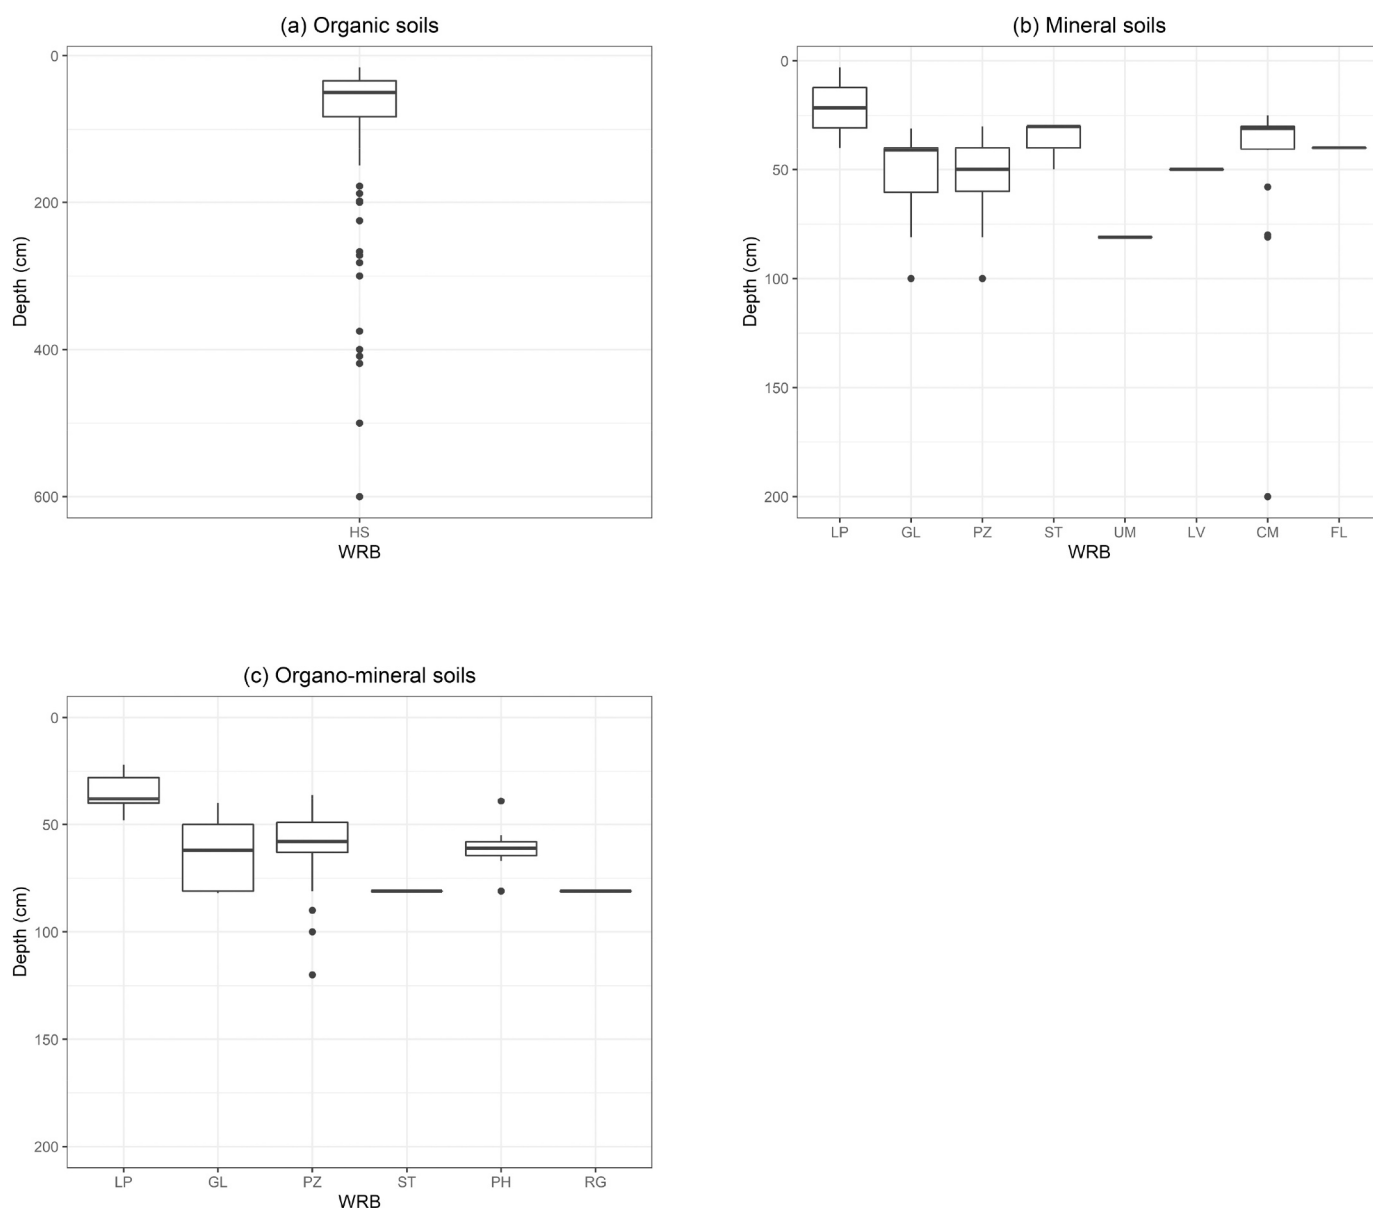 (a) Organic soils
0
200
400
600
Depth (cm)
HS
WRB
(b) Mineral soils
0
50
100
150
200
Depth (cm)
LP GL PZ ST UM LV CM FL
WRB
(c) Organo-mineral soils
0
50
100
150
200
Depth (cm)
LP GL PZ ST PH RG
WRB